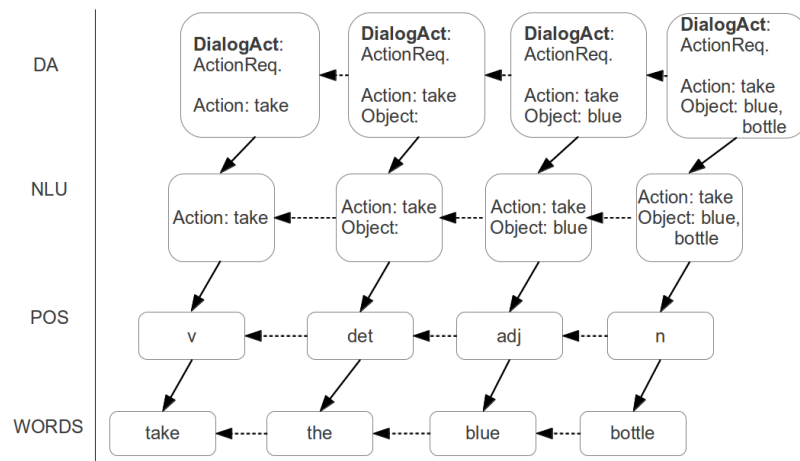 DA
DialogAct:
ActionReq.
Action: take
DialogAct:
ActionReq.
Action: take
Object:
DialogAct:
ActionReq.
Action: take
Object: blue
DialogAct:
ActionReq.
Action: take
Object: blue,
bottle
NLU
Action: take
Action: take
Object:
Action: take
Object: blue
Action: take
Object: blue,
bottle
POS
v
det
adj
n
WORDS
take
the
blue
bottle